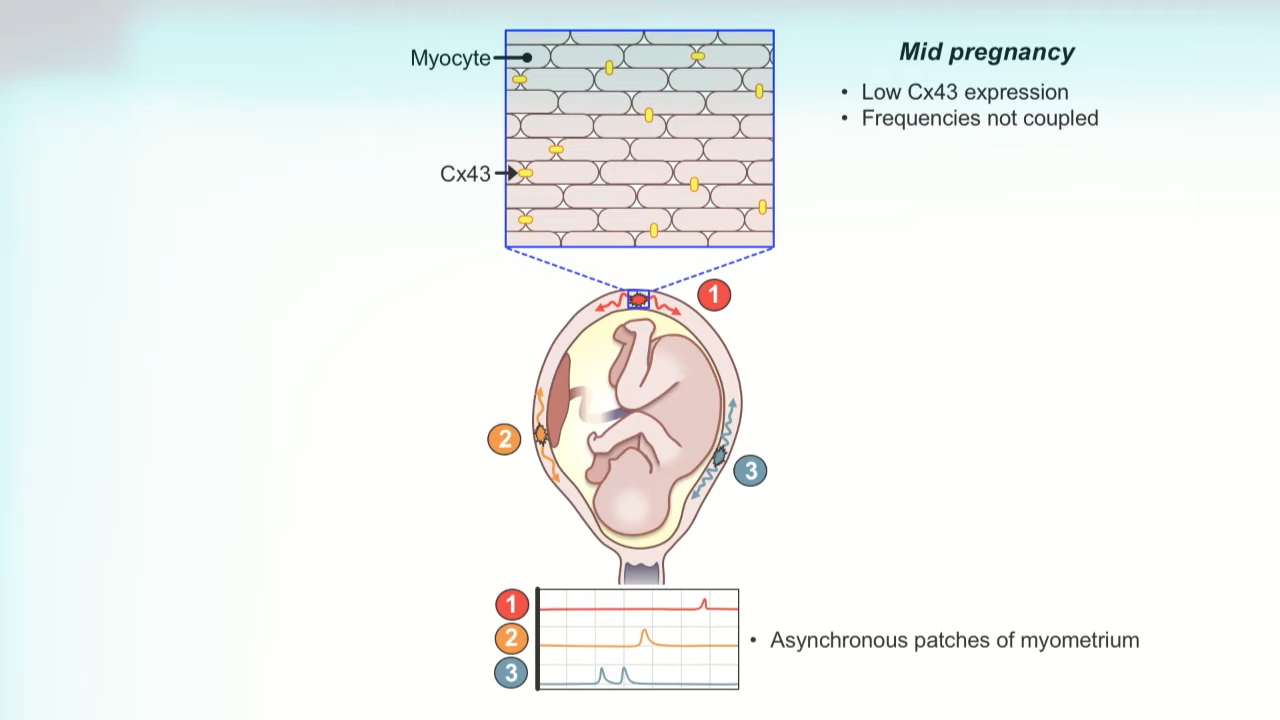 Myocyte
Cx43
Mid pregnancy
• Low Cx43 expression
• Frequencies not coupled
1
2
3
1
2
3
• Asynchronous patches of myometrium